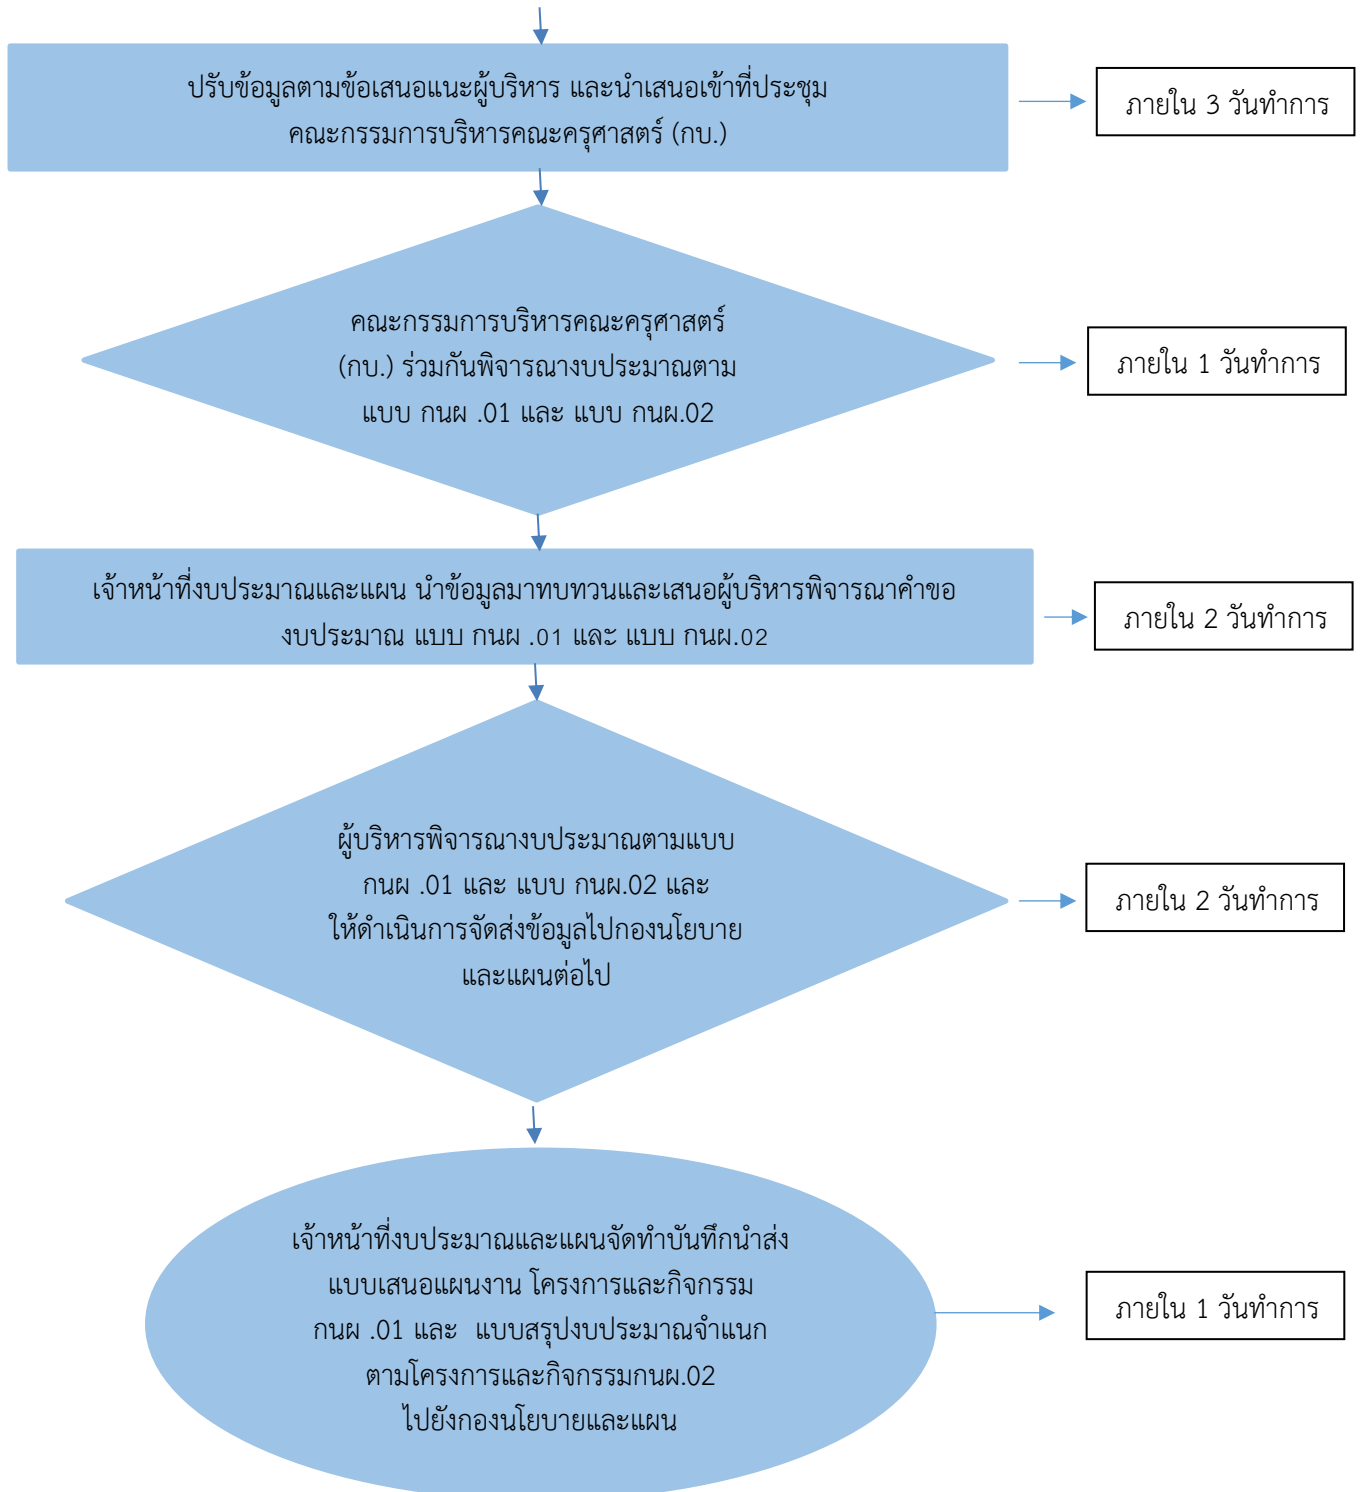 ปรับข้อมูลตามข้อเสนอแนะผู้บริหาร และนำเสนอเข้าที่ประชุม
คณะกรรมการบริหารคณะครุศาสตร์ (กบ.)
ภายใน 3 วันทำการ
คณะกรรมการบริหารคณะครุศาสตร์
(กบ.) ร่วมกันพิจารณางบประมาณตาม
แบบ กนผ .01 และ แบบ กนผ.02
ภายใน 1 วันทำการ
เจ้าหน้าที่งบประมาณและแผน นำข้อมูลมาทบทวนและเสนอผู้บริหารพิจารณาคำขอ
งบประมาณ แบบ กนผ .01 และ แบบ กนผ.02
ภายใน 2 วันทำการ
ผู้บริหารพิจารณางบประมาณตามแบบ
กนผ .01 และ แบบ กนผ.02 และ
ให้ดำเนินการจัดส่งข้อมูลไปกองนโยบาย
และแผนต่อไป
ภายใน 2 วันทำการ
เจ้าหน้าที่งบประมาณและแผนจัดทำบันทึกนำส่ง
แบบเสนอแผนงาน โครงการและกิจกรรม
กนผ .01 และ  แบบสรุปงบประมาณจำแนก
ตามโครงการและกิจกรรมกนผ.02
ไปยังกองนโยบายและแผน
ภายใน 1 วันทำการ